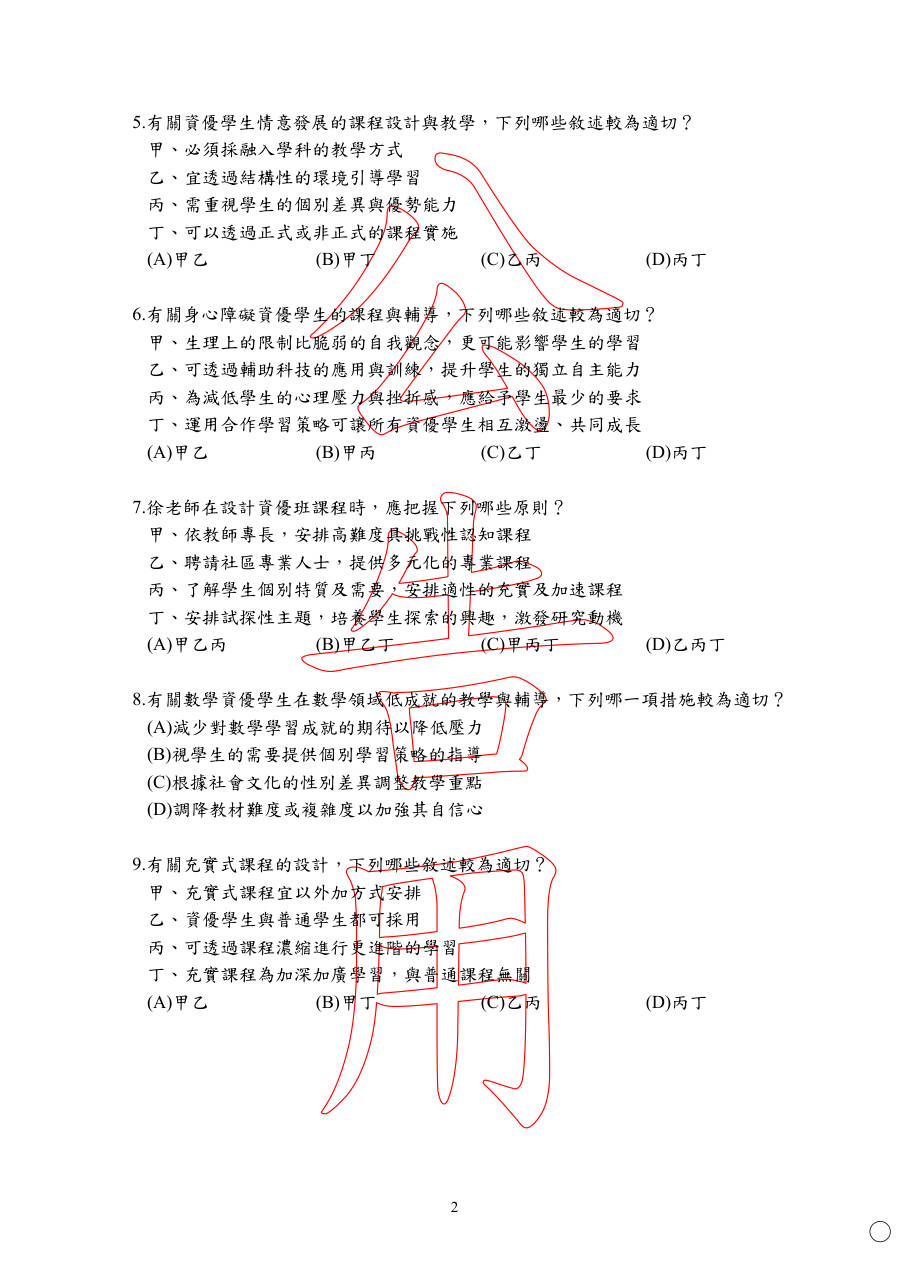 5.有關資優學生情意發展的課程設計與教學，下列哪些敘述較為適切？
甲、必須採融入學科的教學方式
乙、宜透過結構性的環境引導學習
丙、需重視學生的個別差異與優勢能力
丁、可以透過正式或非正式的課程實施
(A)甲乙 (B)甲丁 (C)乙丙 (D)丙丁
6.有關身心障礙資優學生的課程與輔導，下列哪些敘述較為適切？
甲、生理上的限制比脆弱的自我觀念，更可能影響學生的學習
乙、可透過輔助科技的應用與訓練，提升學生的獨立自主能力
丙、為減低學生的心理壓力與挫折感，應給予學生最少的要求
丁、運用合作學習策略可讓所有資優學生相互激盪、共同成長
(A)甲乙 (B)甲丙 (C)乙丁 (D)丙丁
7.徐老師在設計資優班課程時，應把握下列哪些原則？
甲、依教師專長，安排高難度具挑戰性認知課程
乙、聘請社區專業人士，提供多元化的專業課程
丙、了解學生個別特質及需要，安排適性的充實及加速課程
丁、安排試探性主題，培養學生探索的興趣，激發研究動機
(A)甲乙丙 (B)甲乙丁 (C)甲丙丁 (D)乙丙丁
8.有關數學資優學生在數學領域低成就的教學與輔導，下列哪一項措施較為適切？
(A)減少對數學學習成就的期待以降低壓力
(B)視學生的需要提供個別學習策略的指導
(C)根據社會文化的性別差異調整教學重點
(D)調降教材難度或複雜度以加強其自信心
9.有關充實式課程的設計，下列哪些敘述較為適切？
甲、充實式課程宜以外加方式安排
乙、資優學生與普通學生都可採用
丙、可透過課程濃縮進行更進階的學習
丁、充實課程為加深加廣學習，與普通課程無關
(A)甲乙 (B)甲丁 (C)乙丙 (D)丙丁
公告用
2